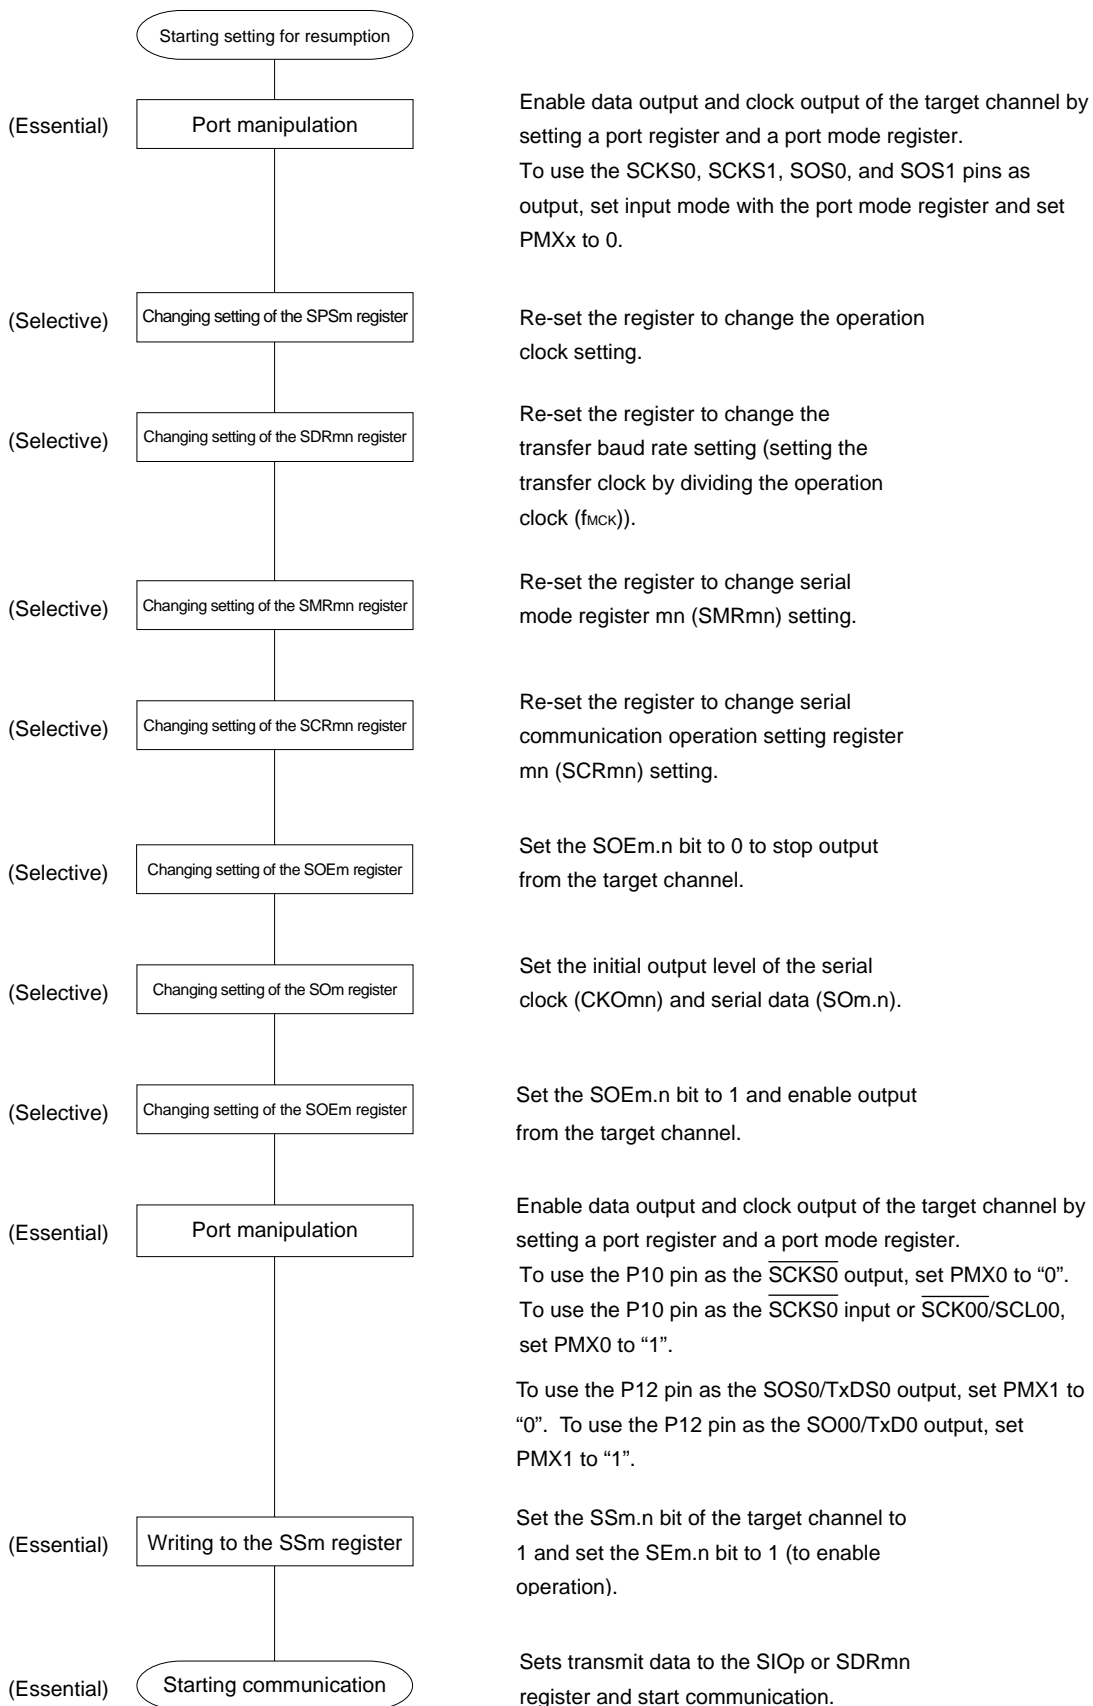 Starting setting for resumption
(Essential)
Port manipulation
Enable data output and clock output of the target channel by
setting a port register and a port mode register.
To use the SCKS0, SCKS1, SOS0, and SOS1 pins as
output, set input mode with the port mode register and set
PMXx to 0.
(Selective)
Changing setting of the SPSm register
Re-set the register to change the operation
clock setting.
(Selective)
Changing setting of the SDRmn register
Re-set the register to change the
transfer baud rate setting (setting the
transfer clock by dividing the operation
clock (fMCK)).
(Selective)
Changing setting of the SMRmn register
Re-set the register to change serial
mode register mn (SMRmn) setting.
(Selective)
Changing setting of the SCRmn register
Re-set the register to change serial
communication operation setting register
mn (SCRmn) setting.
(Selective)
Changing setting of the SOEm register
Set the SOEm.n bit to 0 to stop output
from the target channel.
(Selective)
Changing setting of the SOm register
Set the initial output level of the serial
clock (CKOmn) and serial data (SOm.n).
(Selective)
Changing setting of the SOEm register
Set the SOEm.n bit to 1 and enable output
from the target channel.
(Essential)
Port manipulation
Enable data output and clock output of the target channel by
setting a port register and a port mode register.
To use the P10 pin as the S̅C̅K̅S̅0̅ output, set PMX0 to “0”.
To use the P10 pin as the S̅C̅K̅S̅0̅ input or S̅C̅K̅0̅0̅/SCL00,
set PMX0 to “1”.
To use the P12 pin as the SOS0/TxDS0 output, set PMX1 to
“0”. To use the P12 pin as the SO00/TxD0 output, set
PMX1 to “1”.
(Essential)
Writing to the SSm register
Set the SSm.n bit of the target channel to
1 and set the SEm.n bit to 1 (to enable
operation).
(Essential)
Starting communication
Sets transmit data to the SIOp or SDRmn
register and start communication.